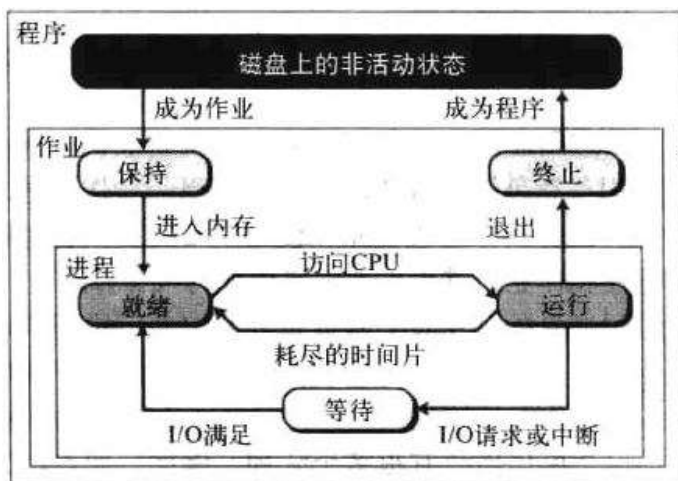 程序
磁盘上的非活动状态
成为作业
成为程序
作业
保持
终止
进入内存
退出
进程
访问CPU
就绪
运行
耗尽的时间片
等待
I/O满足
I/O请求或中断